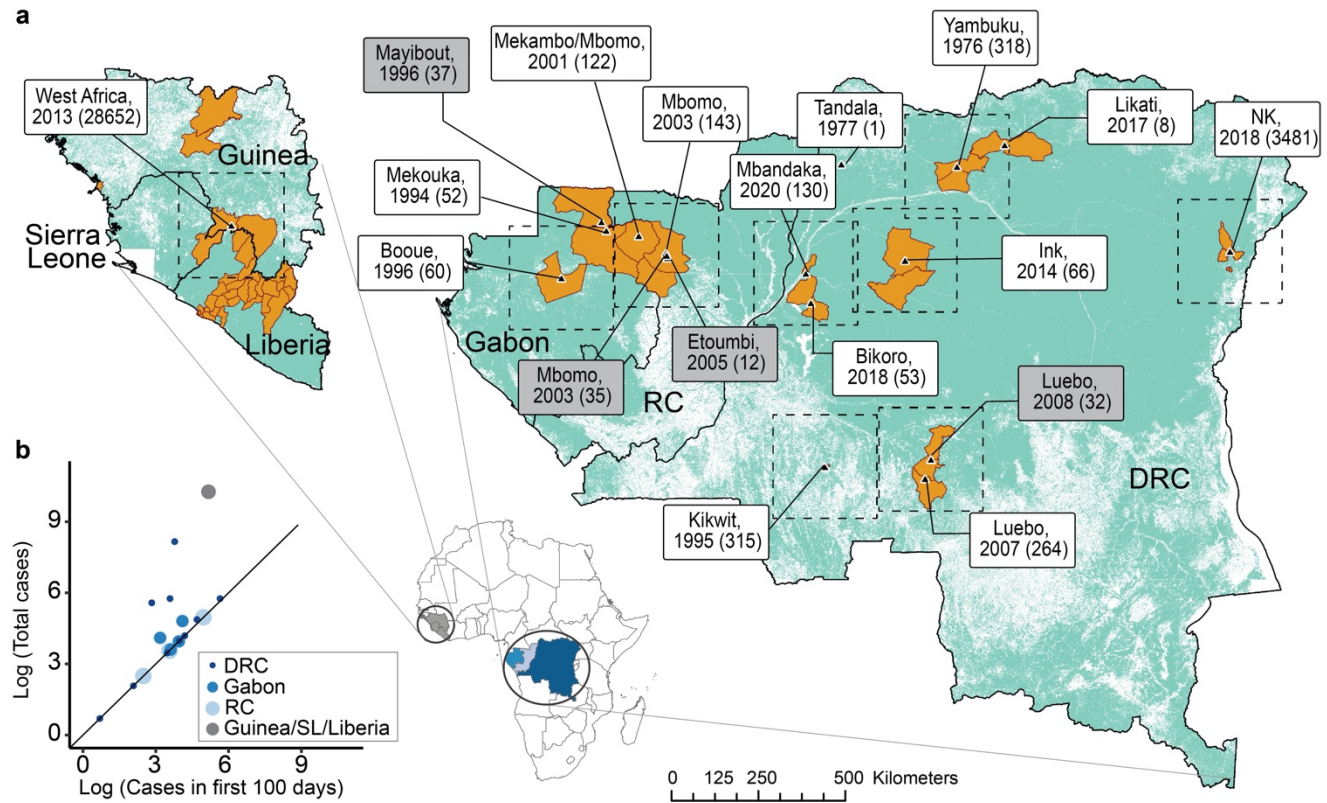 a
West Africa,
2013 (28652)
Guinea
Sierra
Leone
Liberia
Mayibout,
1996 (37)
Mekambo/Mbomo,
2001 (122)
Mbomo,
2003 (143)
Tandala,
1977 (1)
Yambuku,
1976 (318)
Likati,
2017 (8)
NK,
2018 (3481)
Mekouka,
1994 (52)
Mbandaka,
2020 (130)
Booue,
1996 (60)
Ink,
2014 (66)
Gabon
Etoumbi,
2005 (12)
Mbomo,
2003 (35)
Bikoro,
2018 (53)
RC
Luebo,
2008 (32)
DRC
Kikwit,
1995 (315)
Luebo,
2007 (264)
b
Log (Total cases)
9
6
3
0
DRC
Gabon
RC
Guinea/SL/Liberia
0 3 6 9
Log (Cases in first 100 days)
0 125 250 500 Kilometers